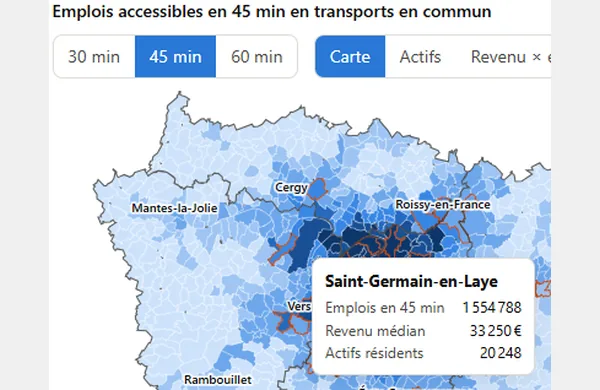 Emplois accessibles en 45 min en transports en commun
30 min 45 min 60 min Carte Actifs Revenu ×
Cergy
Roissy-en-France
Mantes-la-Jolie
Saint-Germain-en-Laye
Emplois en 45 min 1 554 788
Vers
Revenu médian 33 250 €
Actifs résidents 20 248
Rambouillet